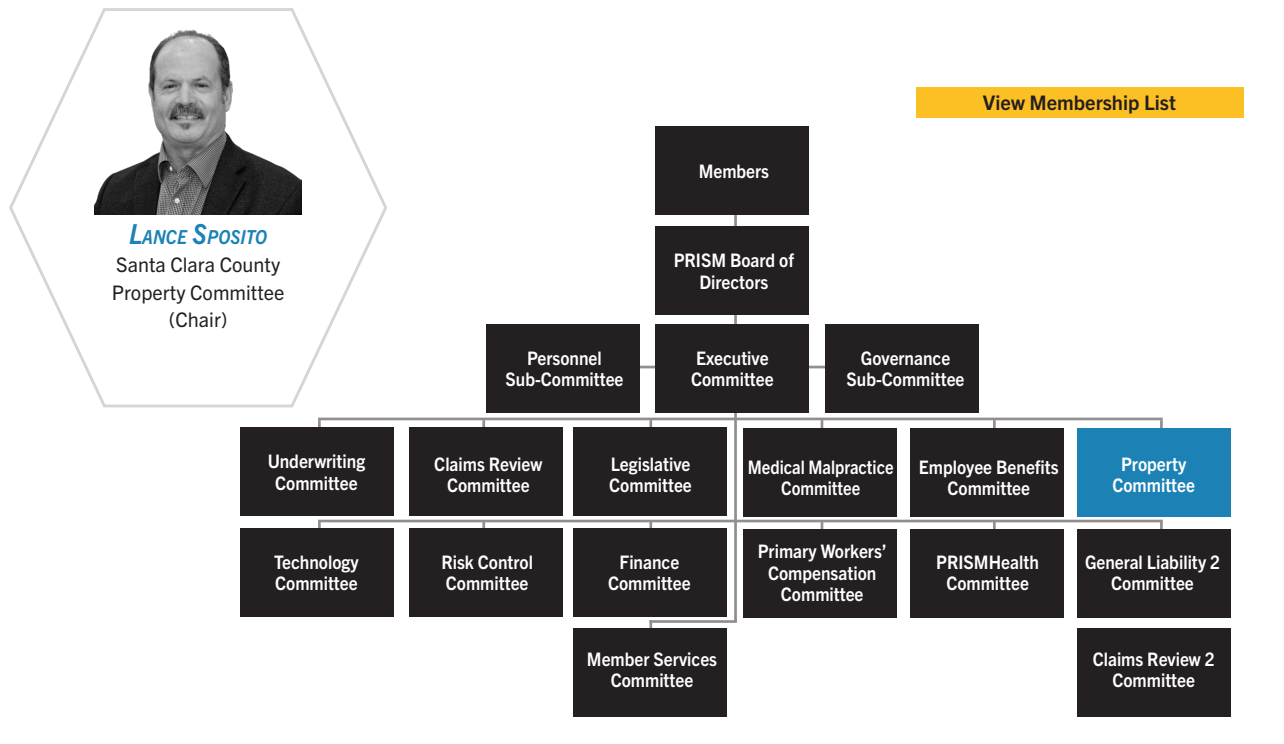 Lance Sposito
Santa Clara County
Property Committee
(Chair)
View Membership List
Members
PRISM Board of
Directors
Personnel
Sub-Committee
Executive
Committee
Governance
Sub-Committee
Underwriting
Committee
Claims Review
Committee
Legislative
Committee
Medical Malpractice
Committee
Employee Benefits
Committee
Property
Committee
Technology
Committee
Risk Control
Committee
Finance
Committee
Primary Workers’
Compensation
Committee
PRISMHealth
Committee
General Liability 2
Committee
Member Services
Committee
Claims Review 2
Committee